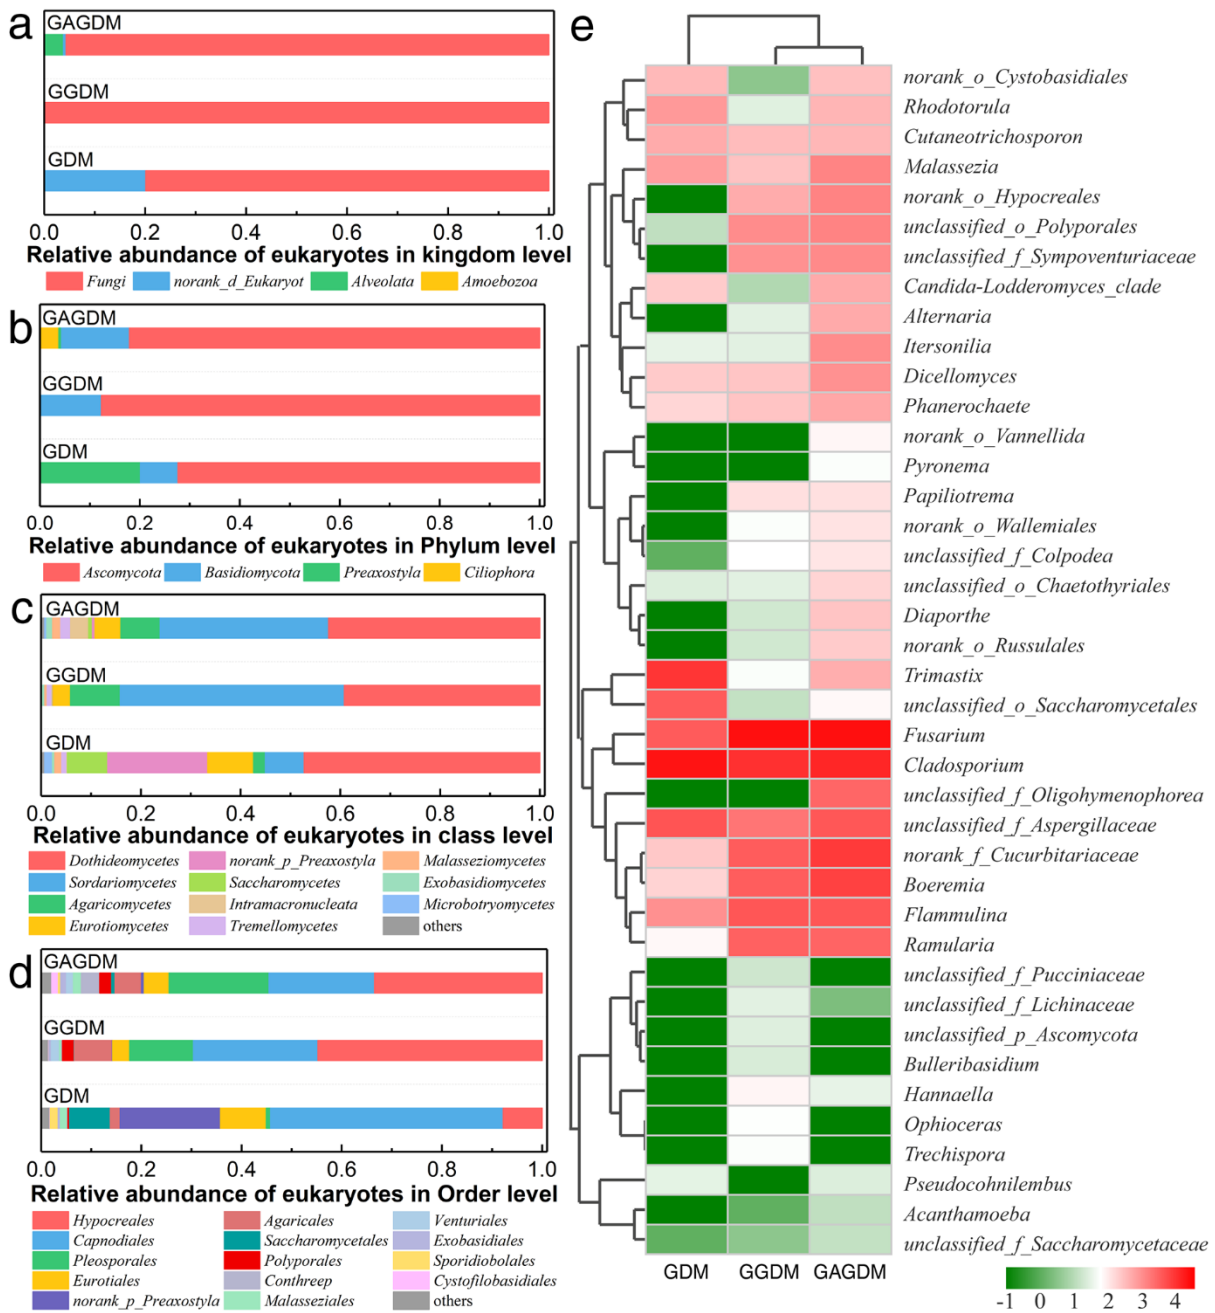 a
GAGDM
GGDM
GDM
0.0 0.2 0.4 0.6 0.8 1.0
Relative abundance of eukaryotes in kingdom level
Fungi norank_d_Eukaryot Alveolata Amoebozoa
b
GAGDM
GGDM
GDM
0.0 0.2 0.4 0.6 0.8 1.0
Relative abundance of eukaryotes in Phylum level
Ascomycota Basidiomycota Preaxostyla Ciliophora
c
GAGDM
GGDM
GDM
0.0 0.2 0.4 0.6 0.8 1.0
Relative abundance of eukaryotes in class level
Dothideomycetes norank_p_Preaxostyla Malasseziomycetes
Sordariomycetes Saccharomycetes Exobasidiomycetes
Agaricomycetes Intramacronucleata Microbotryomycetes
Eurotiomycetes Tremellomycetes others
d
GAGDM
GGDM
GDM
0.0 0.2 0.4 0.6 0.8 1.0
Relative abundance of eukaryotes in Order level
Hypocreales Agaricales Venturiales
Capnodiales Saccharomycetales Exobasidiales
Pleosporales Polyporales Sporidiobolales
Eurotiales Conthreep Cystofilobasidiales
norank_p_Preaxostyla Malasseziales others
e
norank_o_Cystobasidiales
Rhodotorula
Cutaneotrichosporon
Malassezia
norank_o_Hypocreales
unclassified_o_Polyporales
unclassified_f_Sympoventuriaceae
Candida-Lodderomyces_clade
Alternaria
Itersonilia
Dicellomyces
Phanerochaete
norank_o_Vannellida
Pyronema
Papiliotrema
norank_o_Wallemiales
unclassified_f_Colpodea
unclassified_o_Chaetothyriales
Diaporthe
norank_o_Russulales
Trimastix
unclassified_o_Saccharomycetales
Fusarium
Cladosporium
unclassified_f_Oligohymenophorea
unclassified_f_Aspergillaceae
norank_f_Cucurbitariaceae
Boeremia
Flammulina
Ramularia
unclassified_f_Pucciniaceae
unclassified_f_Lichinaceae
unclassified_p_Ascomycota
Bulleribasidium
Hannaella
Ophioceras
Trechispora
Pseudocohnilembus
Acanthamoeba
unclassified_f_Saccharomycetaceae
GDM GGDM GAGDM
-1 0 1 2 3 4